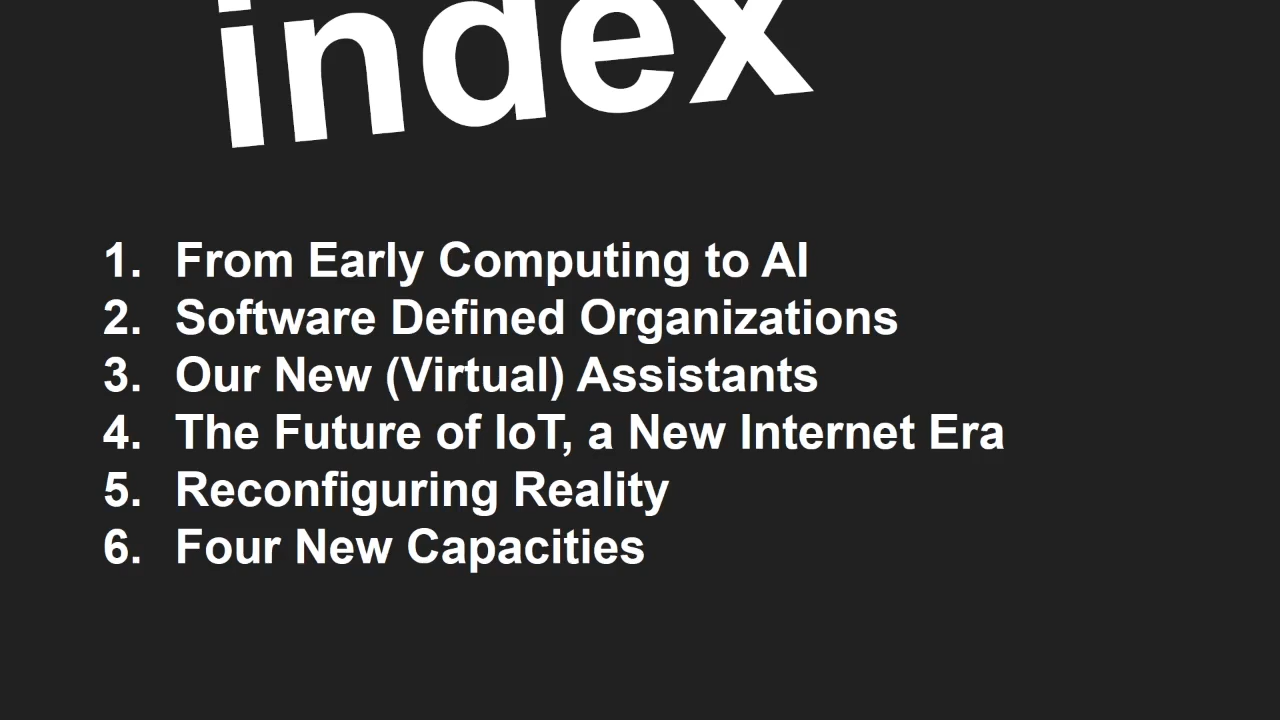 index
1. From Early Computing to AI
2. Software Defined Organizations
3. Our New (Virtual) Assistants
4. The Future of IoT, a New Internet Era
5. Reconfiguring Reality
6. Four New Capacities